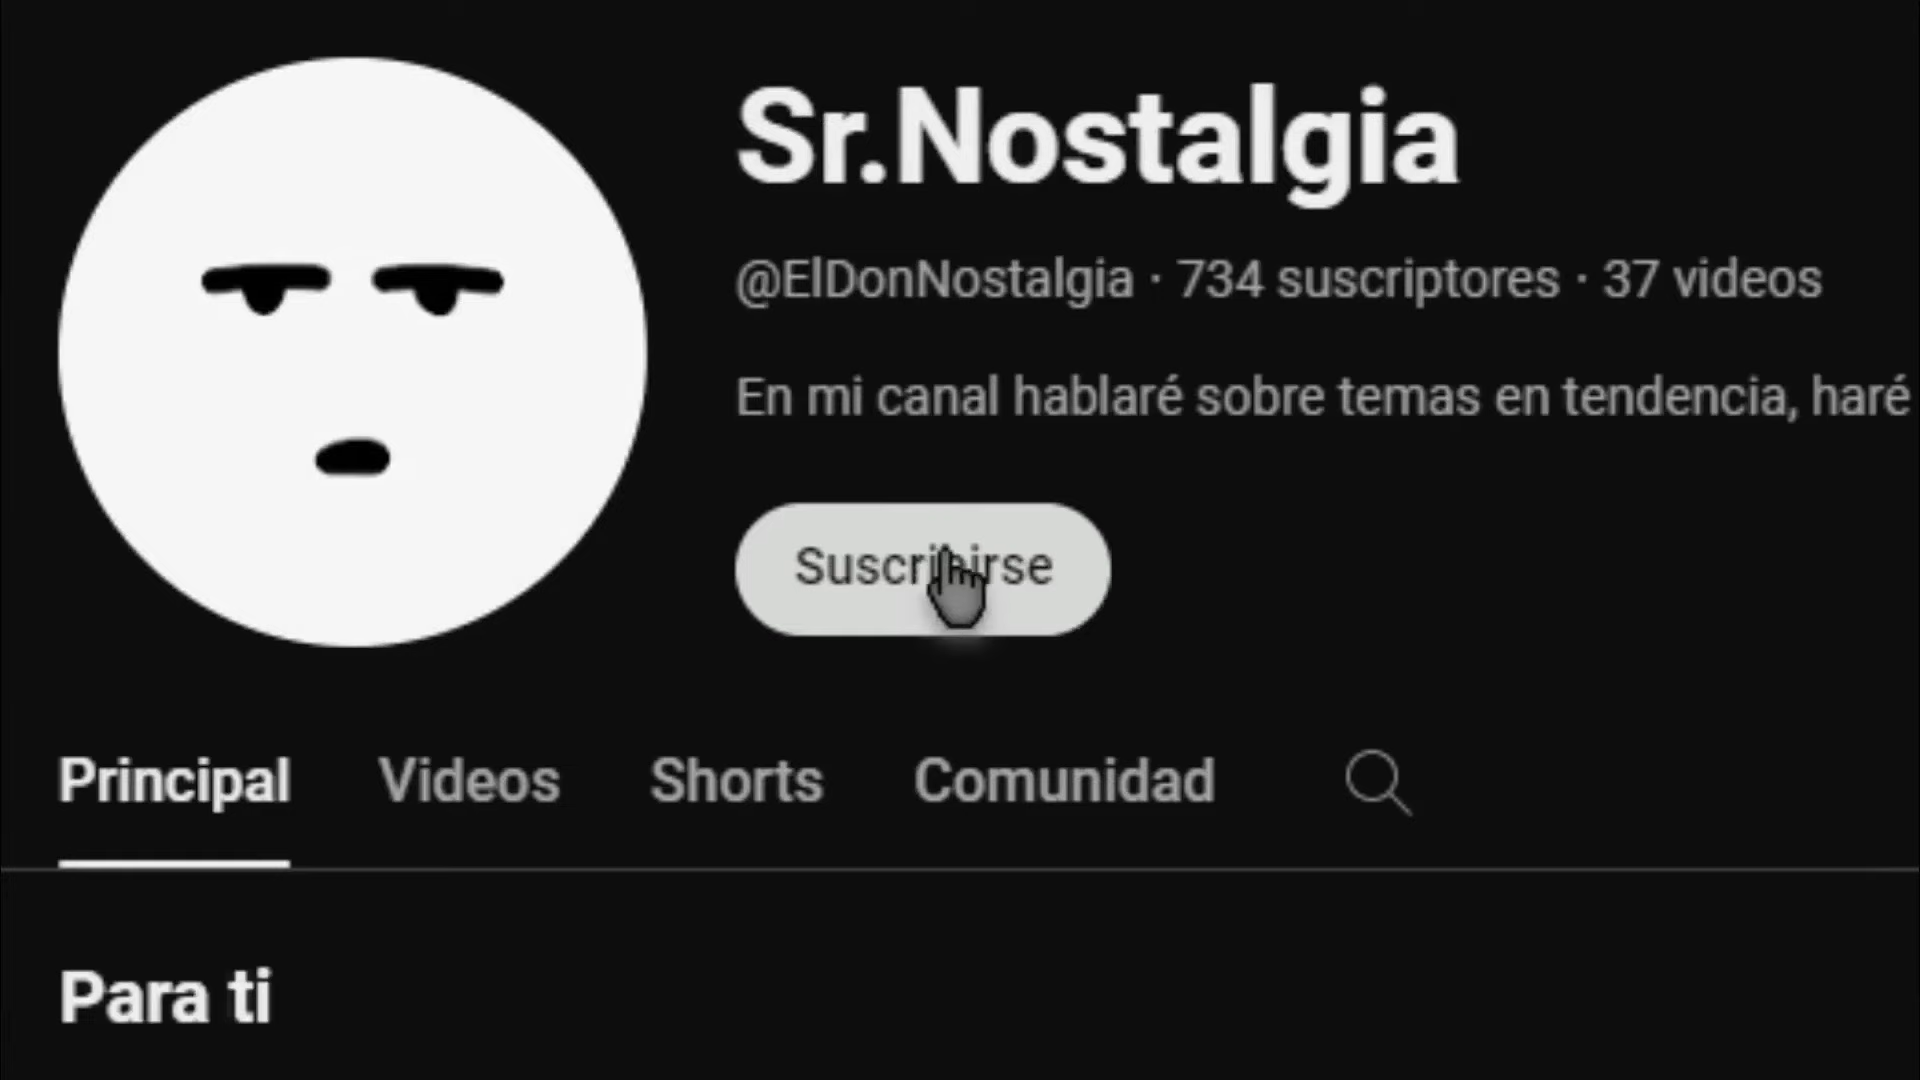 Sr.Nostalgia
@ElDonNostalgia · 734 suscriptores · 37 videos
En mi canal hablaré sobre temas en tendencia, haré
Suscribirse
Principal Videos Shorts Comunidad
Para ti